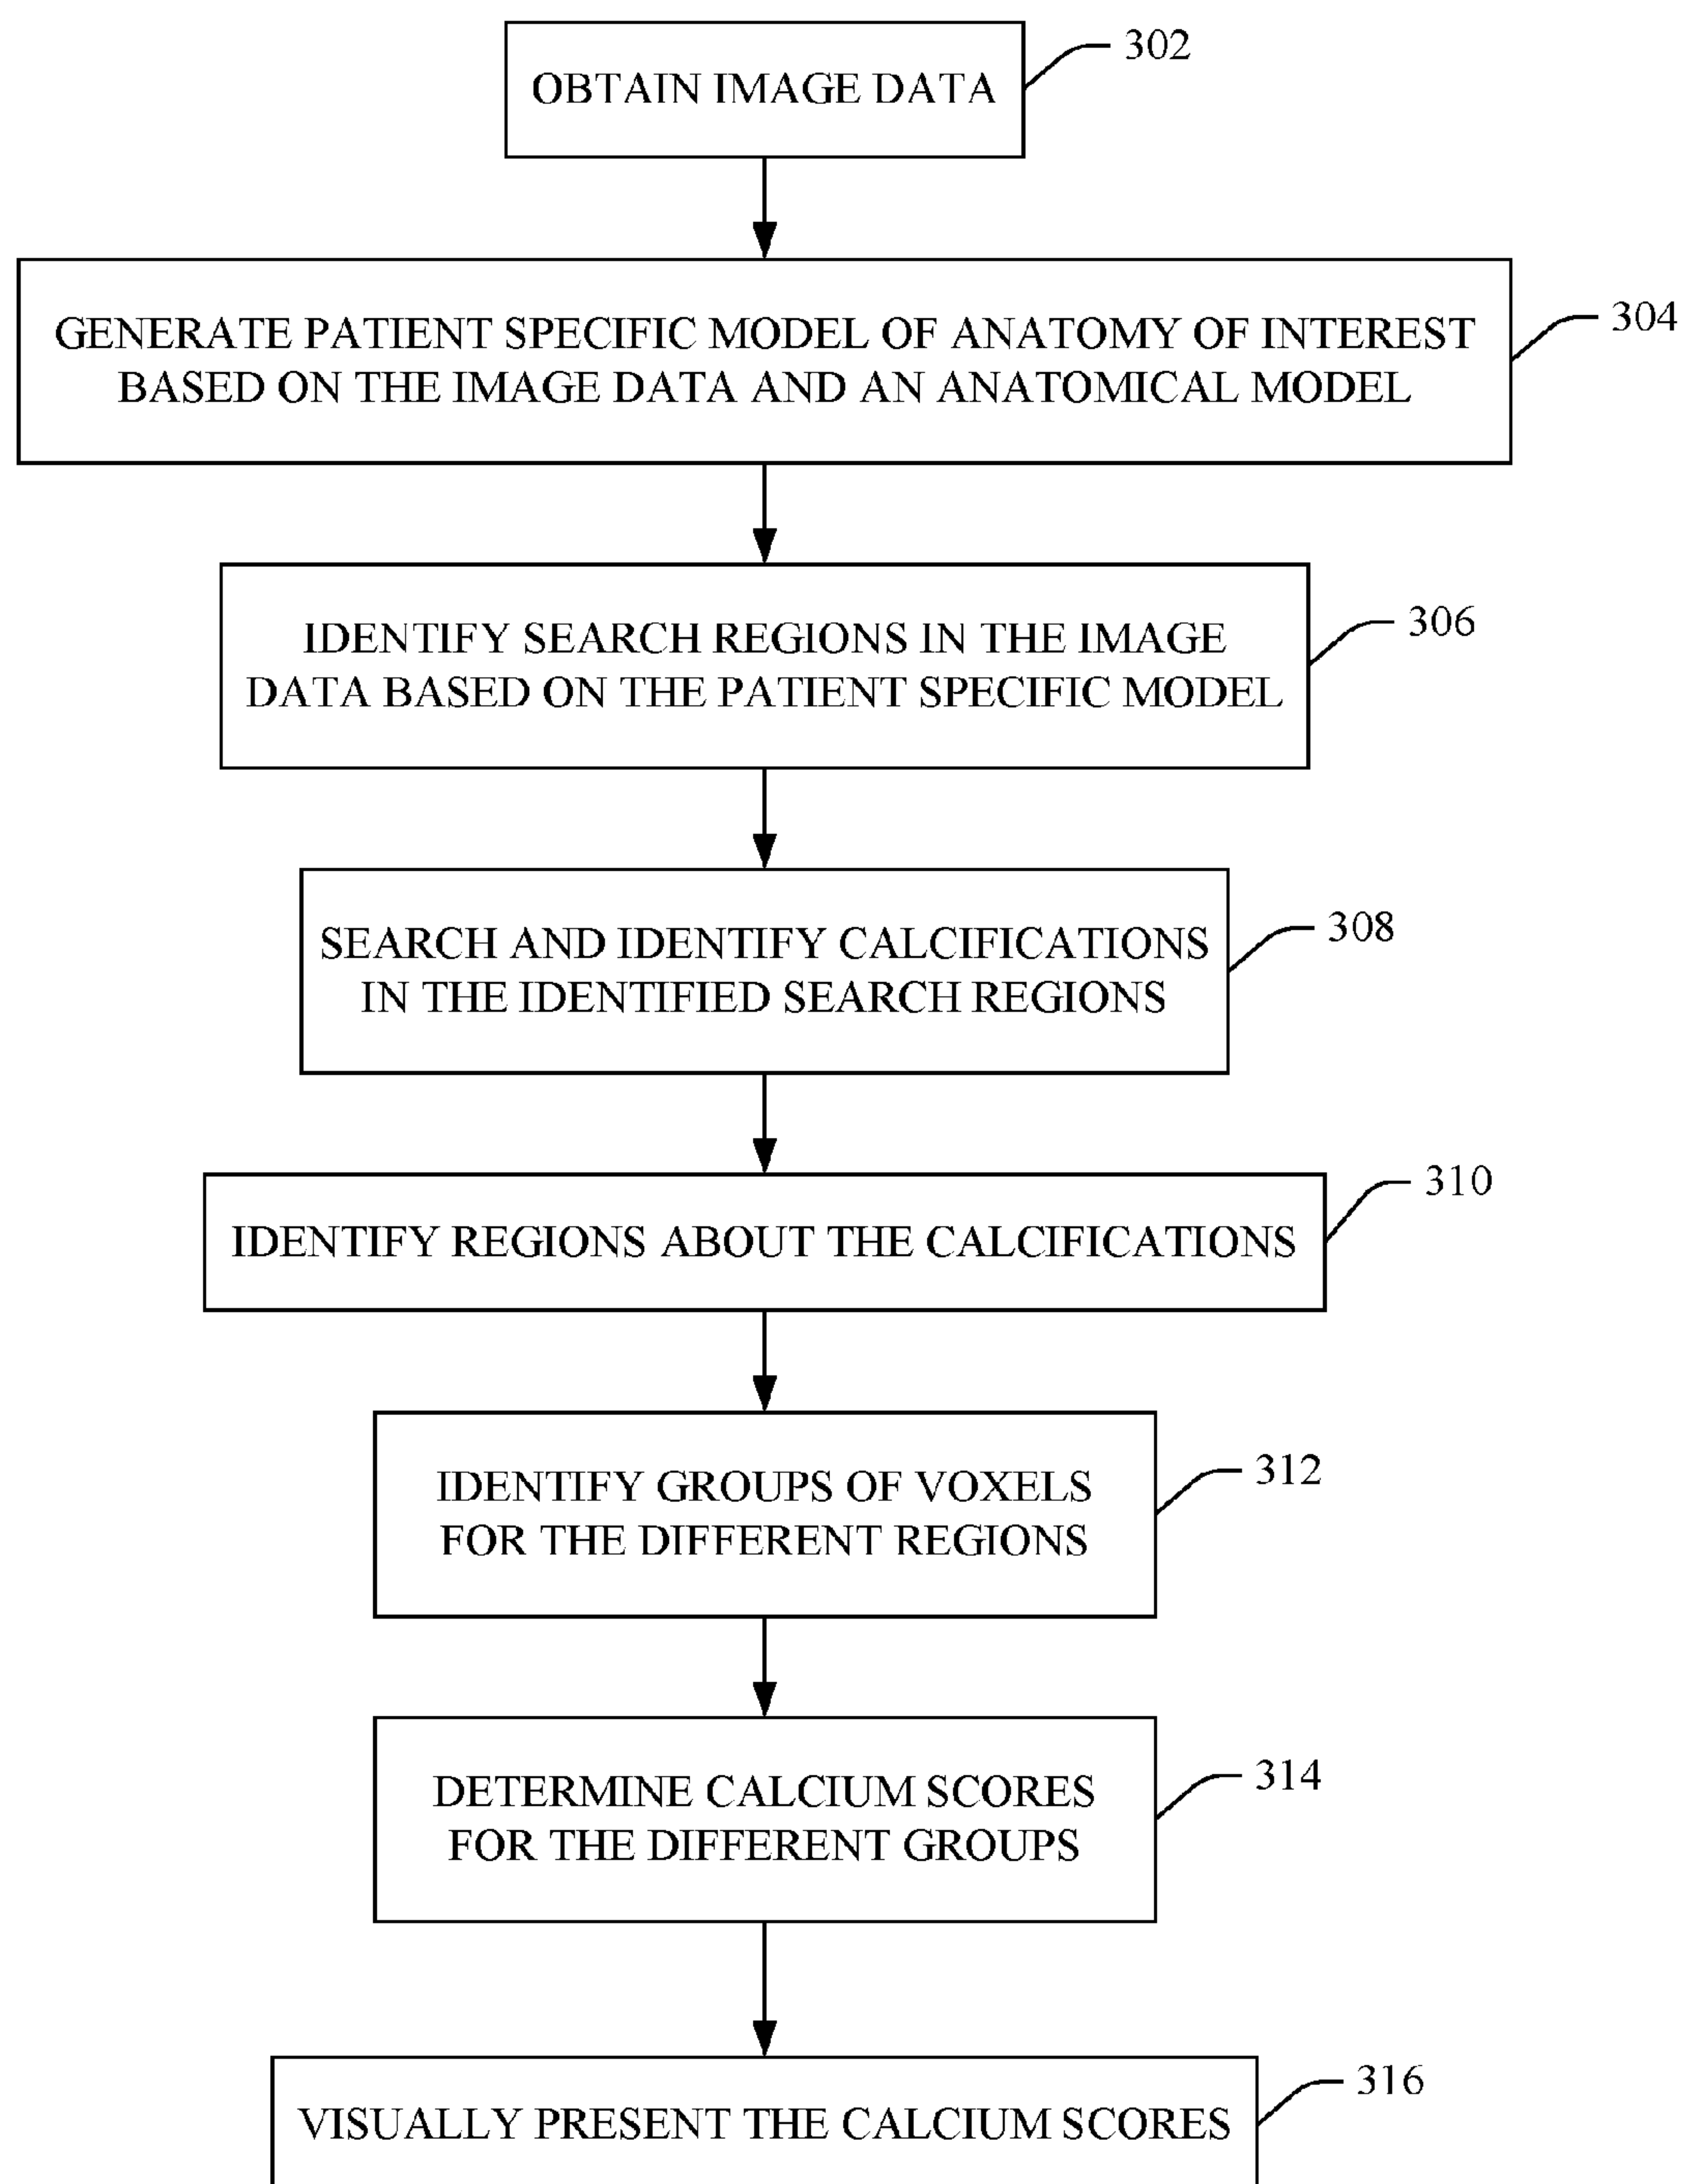 302
OBTAIN IMAGE DATA
304
GENERATE PATIENT SPECIFIC MODEL OF ANATOMY OF INTEREST
BASED ON THE IMAGE DATA AND AN ANATOMICAL MODEL
306
IDENTIFY SEARCH REGIONS IN THE IMAGE
DATA BASED ON THE PATIENT SPECIFIC MODEL
308
SEARCH AND IDENTIFY CALCIFICATIONS
IN THE IDENTIFIED SEARCH REGIONS
310
IDENTIFY REGIONS ABOUT THE CALCIFICATIONS
312
IDENTIFY GROUPS OF VOXELS
FOR THE DIFFERENT REGIONS
314
DETERMINE CALCIUM SCORES
FOR THE DIFFERENT GROUPS
316
VISUALLY PRESENT THE CALCIUM SCORES